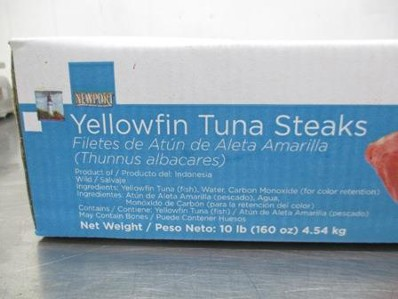 NEWPORT
Yellowfin Tuna Steaks
Filetes de Atún de Aleta Amarilla
(Thunnus albacares)
Product of / Producto del: Indonesia
Wild / Salvaje
Ingredients: Yellowfin Tuna (fish), Water, Carbon Monoxide (for color retention)
Ingredientes: Atún de Aleta Amarilla (pescado), Agua,
Monóxido de Carbón (para la retención del color)
Contains / Contiene: Yellowfin Tuna (fish) / Atún de Aleta Amarilla (pescado)
May Contain Bones / Puede Contener Huesos
Net Weight / Peso Neto: 10 lb (160 oz) 4.54 kg